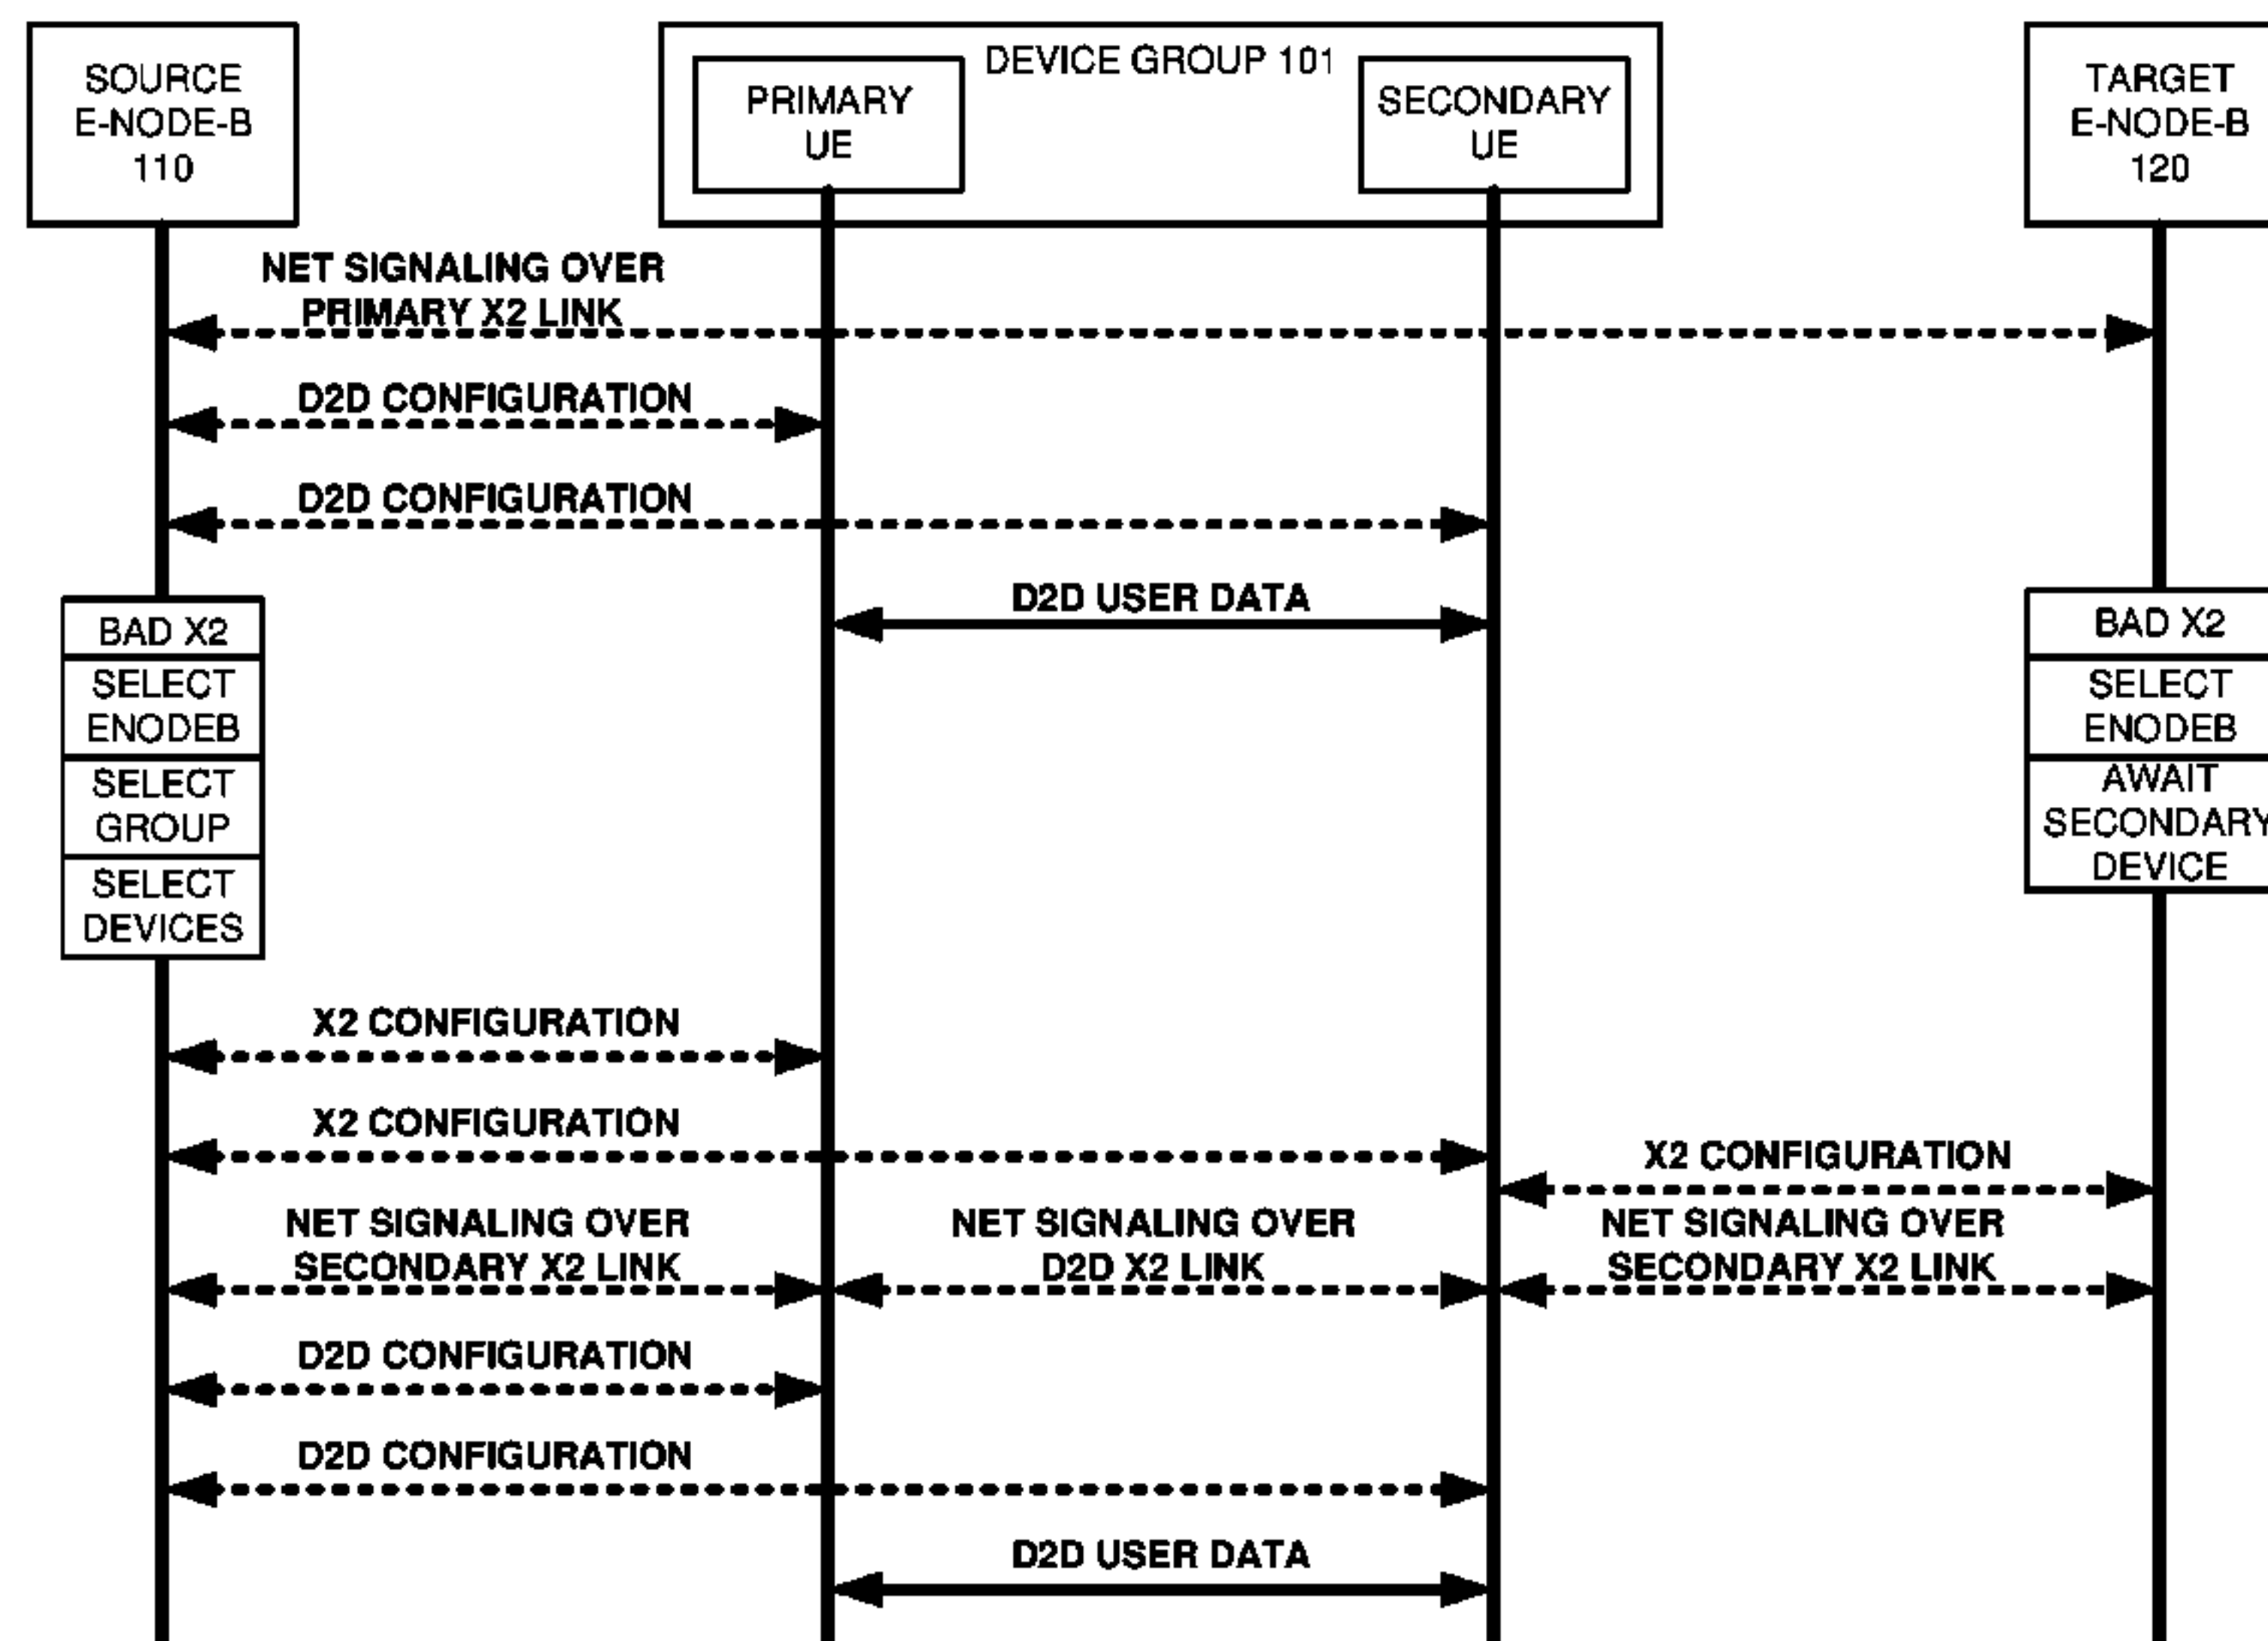 SOURCE
E-NODE-B
110
DEVICE GROUP 101
PRIMARY
UE
SECONDARY
UE
TARGET
E-NODE-B
120
NET SIGNALING OVER
PRIMARY X2 LINK
D2D CONFIGURATION
D2D CONFIGURATION
D2D USER DATA
BAD X2
SELECT
ENODEB
SELECT
GROUP
SELECT
DEVICES
BAD X2
SELECT
ENODEB
AWAIT
SECONDARY
DEVICE
X2 CONFIGURATION
X2 CONFIGURATION
X2 CONFIGURATION
NET SIGNALING OVER
SECONDARY X2 LINK
NET SIGNALING OVER
D2D X2 LINK
NET SIGNALING OVER
SECONDARY X2 LINK
D2D CONFIGURATION
D2D CONFIGURATION
D2D USER DATA